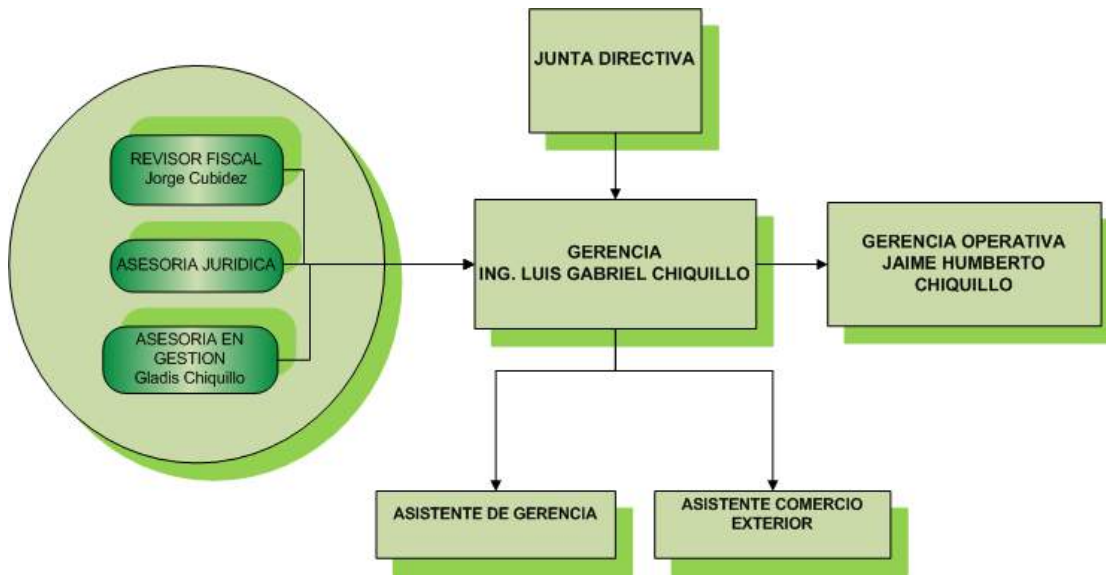 JUNTA DIRECTIVA
REVISOR FISCAL
Jorge Cubidez
ASESORIA JURIDICA
ASESORIA EN
GESTION
Gladis Chiquillo
GERENCIA
ING. LUIS GABRIEL CHIQUILLO
GERENCIA OPERATIVA
JAIME HUMBERTO
CHIQUILLO
ASISTENTE DE GERENCIA
ASISTENTE COMERCIO
EXTERIOR